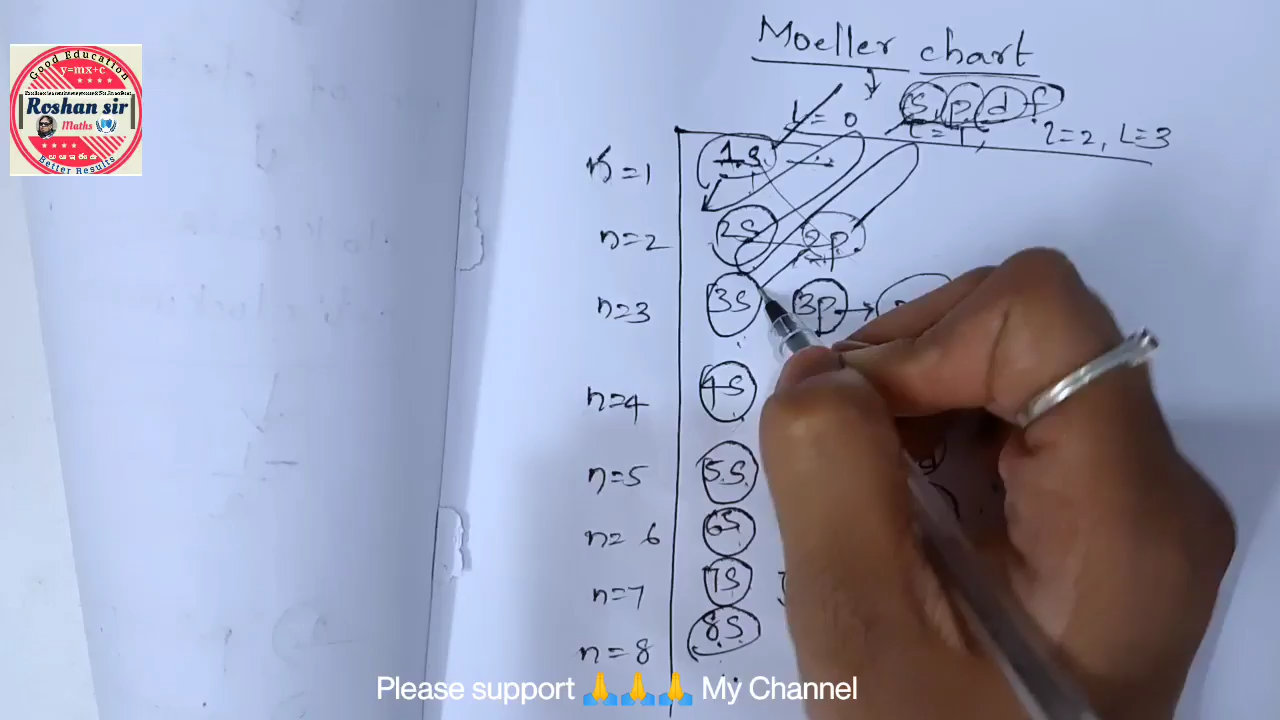 Moeller chart
s, p, d f
l = 0 l = 1, l=2, L=3
n=1 1s
n=2 2s 2p
n=3 3s 3p
n=4 4s
n=5 5s
n=6 6s
n=7 7s
n=8 8s
Good Education
y=mx+c
Roshan sir
Maths
Better Results
Please support 🙏🙏🙏 My Channel